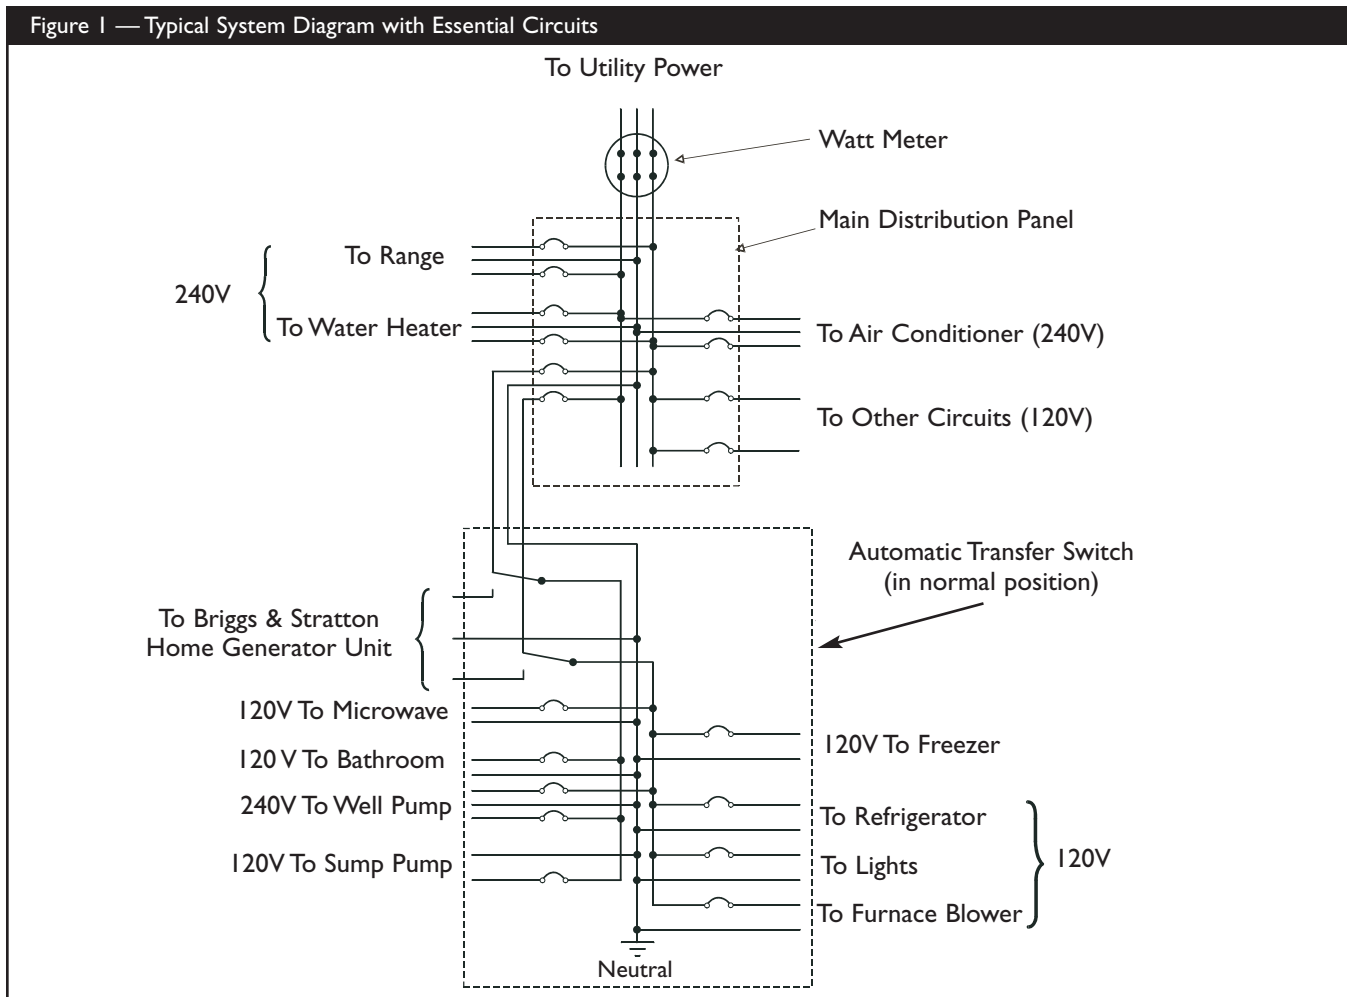 Figure 1 — Typical System Diagram with Essential Circuits
To Utility Power
Watt Meter
Main Distribution Panel
To Range
240V
To Water Heater
To Air Conditioner (240V)
To Other Circuits (120V)
Automatic Transfer Switch
(in normal position)
To Briggs & Stratton
Home Generator Unit
120V To Microwave
120V To Freezer
120 V To Bathroom
240V To Well Pump
To Refrigerator
120V To Sump Pump
To Lights
120V
To Furnace Blower
Neutral